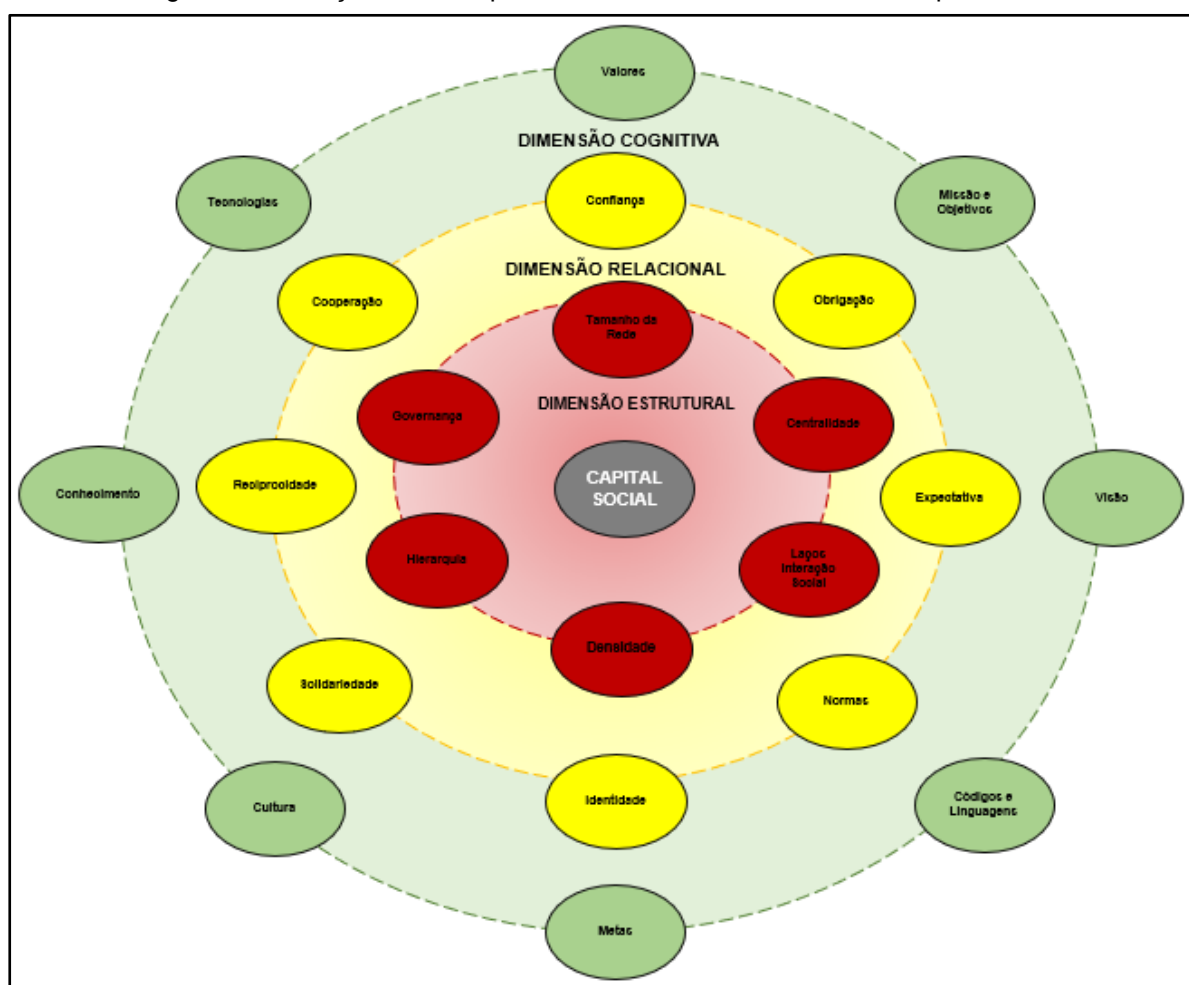 Valores
DIMENSÃO COGNITIVA
Tecnologias
Missão e
Objetivos
Confiança
DIMENSÃO RELACIONAL
Cooperação
Obrigação
Tamanho da
Rede
DIMENSÃO ESTRUTURAL
Governança
Centralidade
CAPITAL
SOCIAL
Conhecimento
Reciprocidade
Expectativa
Visão
Hierarquia
Laços
Interação
Social
Densidade
Solidariedade
Normas
Cultura
Identidade
Códigos e
Linguagens
Metas